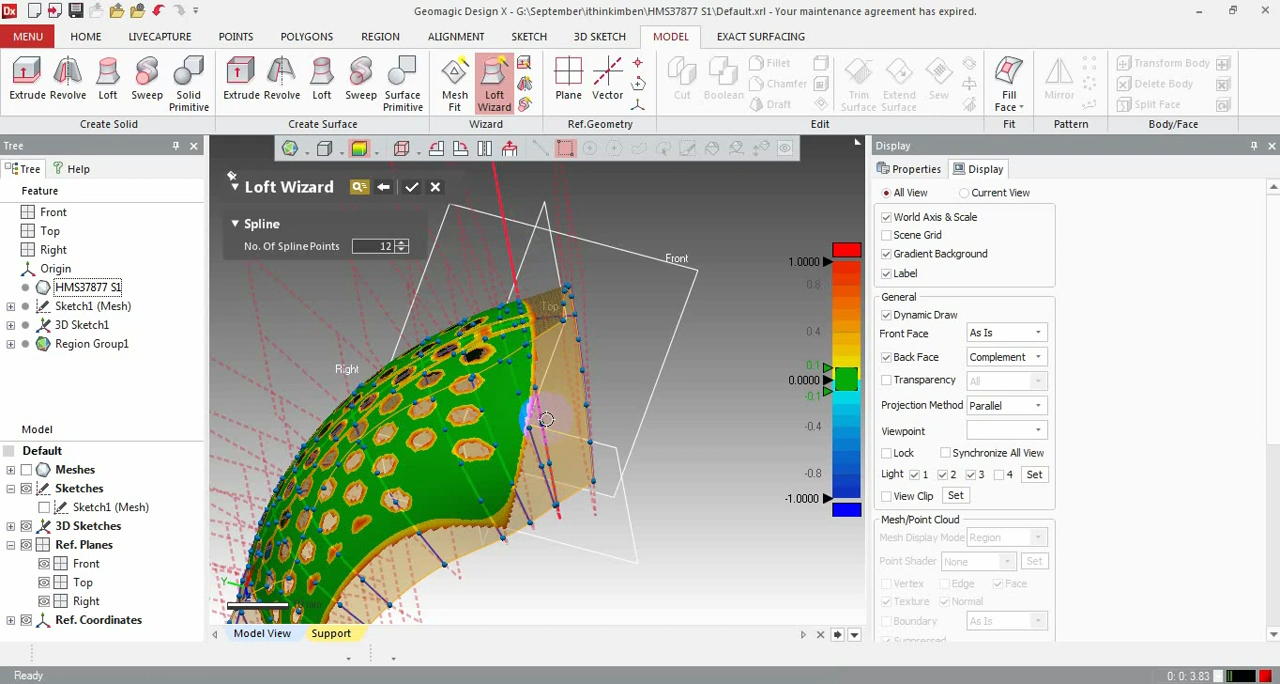 Dx
Geomagic Design X - G:\September\ithinkimben\HMS37877 S1\Default.xrl - You maintenance agreement has expired.
MENU HOME LIVECAPTURE POINTS POLYGONS REGION ALIGNMENT SKETCH 3D SKETCH MODEL EXACT SURFACING
Extrude Revolve Loft Sweep Solid Primitive
Create Solid
Extrude Revolve Loft Sweep Surface Primitive
Create Surface
Mesh Fit Loft Wizard
Wizard
Plane Vector
Ref.Geometry
Cut Boolean Fillet Chamfer Draft Trim Surface Extend Surface Sew
Edit
Fill Face
Fit
Mirror
Pattern
Transform Body
Delete Body
Split Face
Body/Face
Tree
Tree Help
Feature
Front
Top
Right
Origin
HMS37877 S1
Sketch1 (Mesh)
3D Sketch1
Region Group1
Model
Default
Meshes
Sketches
Sketch1 (Mesh)
3D Sketches
Ref. Planes
Front
Top
Right
Ref. Coordinates
Loft Wizard
Spline
No. Of Spline Points 12
Front
Top
Right
Y
1.0000
0.8
0.4
0.1
0.0000
-0.1
-0.4
-0.8
-1.0000
Model View Support
Display
Properties Display
All View Current View
World Axis & Scale
Scene Grid
Gradient Background
Label
General
Dynamic Draw
Front Face As Is
Back Face Complement
Transparency All
Projection Method Parallel
Viewpoint
Lock Synchronize All View
Light 1 2 3 4 Set
View Clip Set
Mesh/Point Cloud
Mesh Display Mode Region
Point Shader None Set
Vertex Edge Face
Texture Normal
Boundary As Is
Suppressed
Ready
0: 0: 3.83